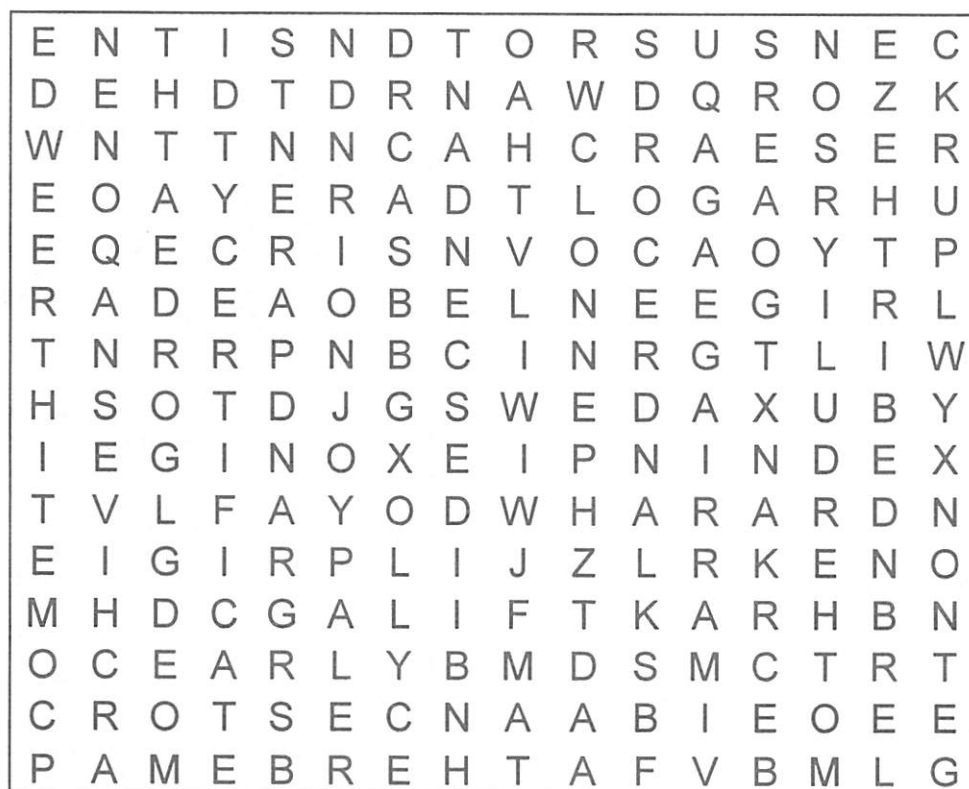 E N T I S N D T O R S U S N E C
D E H D T D R N A W D Q R O Z K
W N T T N N C A H C R A E S E R
E O A Y E R A D T L O G A R H U
E Q E C R I S N V O C A O Y T P
R A D E A O B E L N E E G I R L
T N R R P N B C I N R G T L I W
H S O T D J G S W E D A X U B Y
I E G I N O X E I P N I N D E X
T V L F A Y O D W H A R A R D N
E I G I R P L I J Z L R K E N O
M H D C G A L I F T K A R H B N
O C E A R L Y B M D S M C T R T
C R O T S E C N A A B I E O E E
P A M E B R E H T A F V B M L G